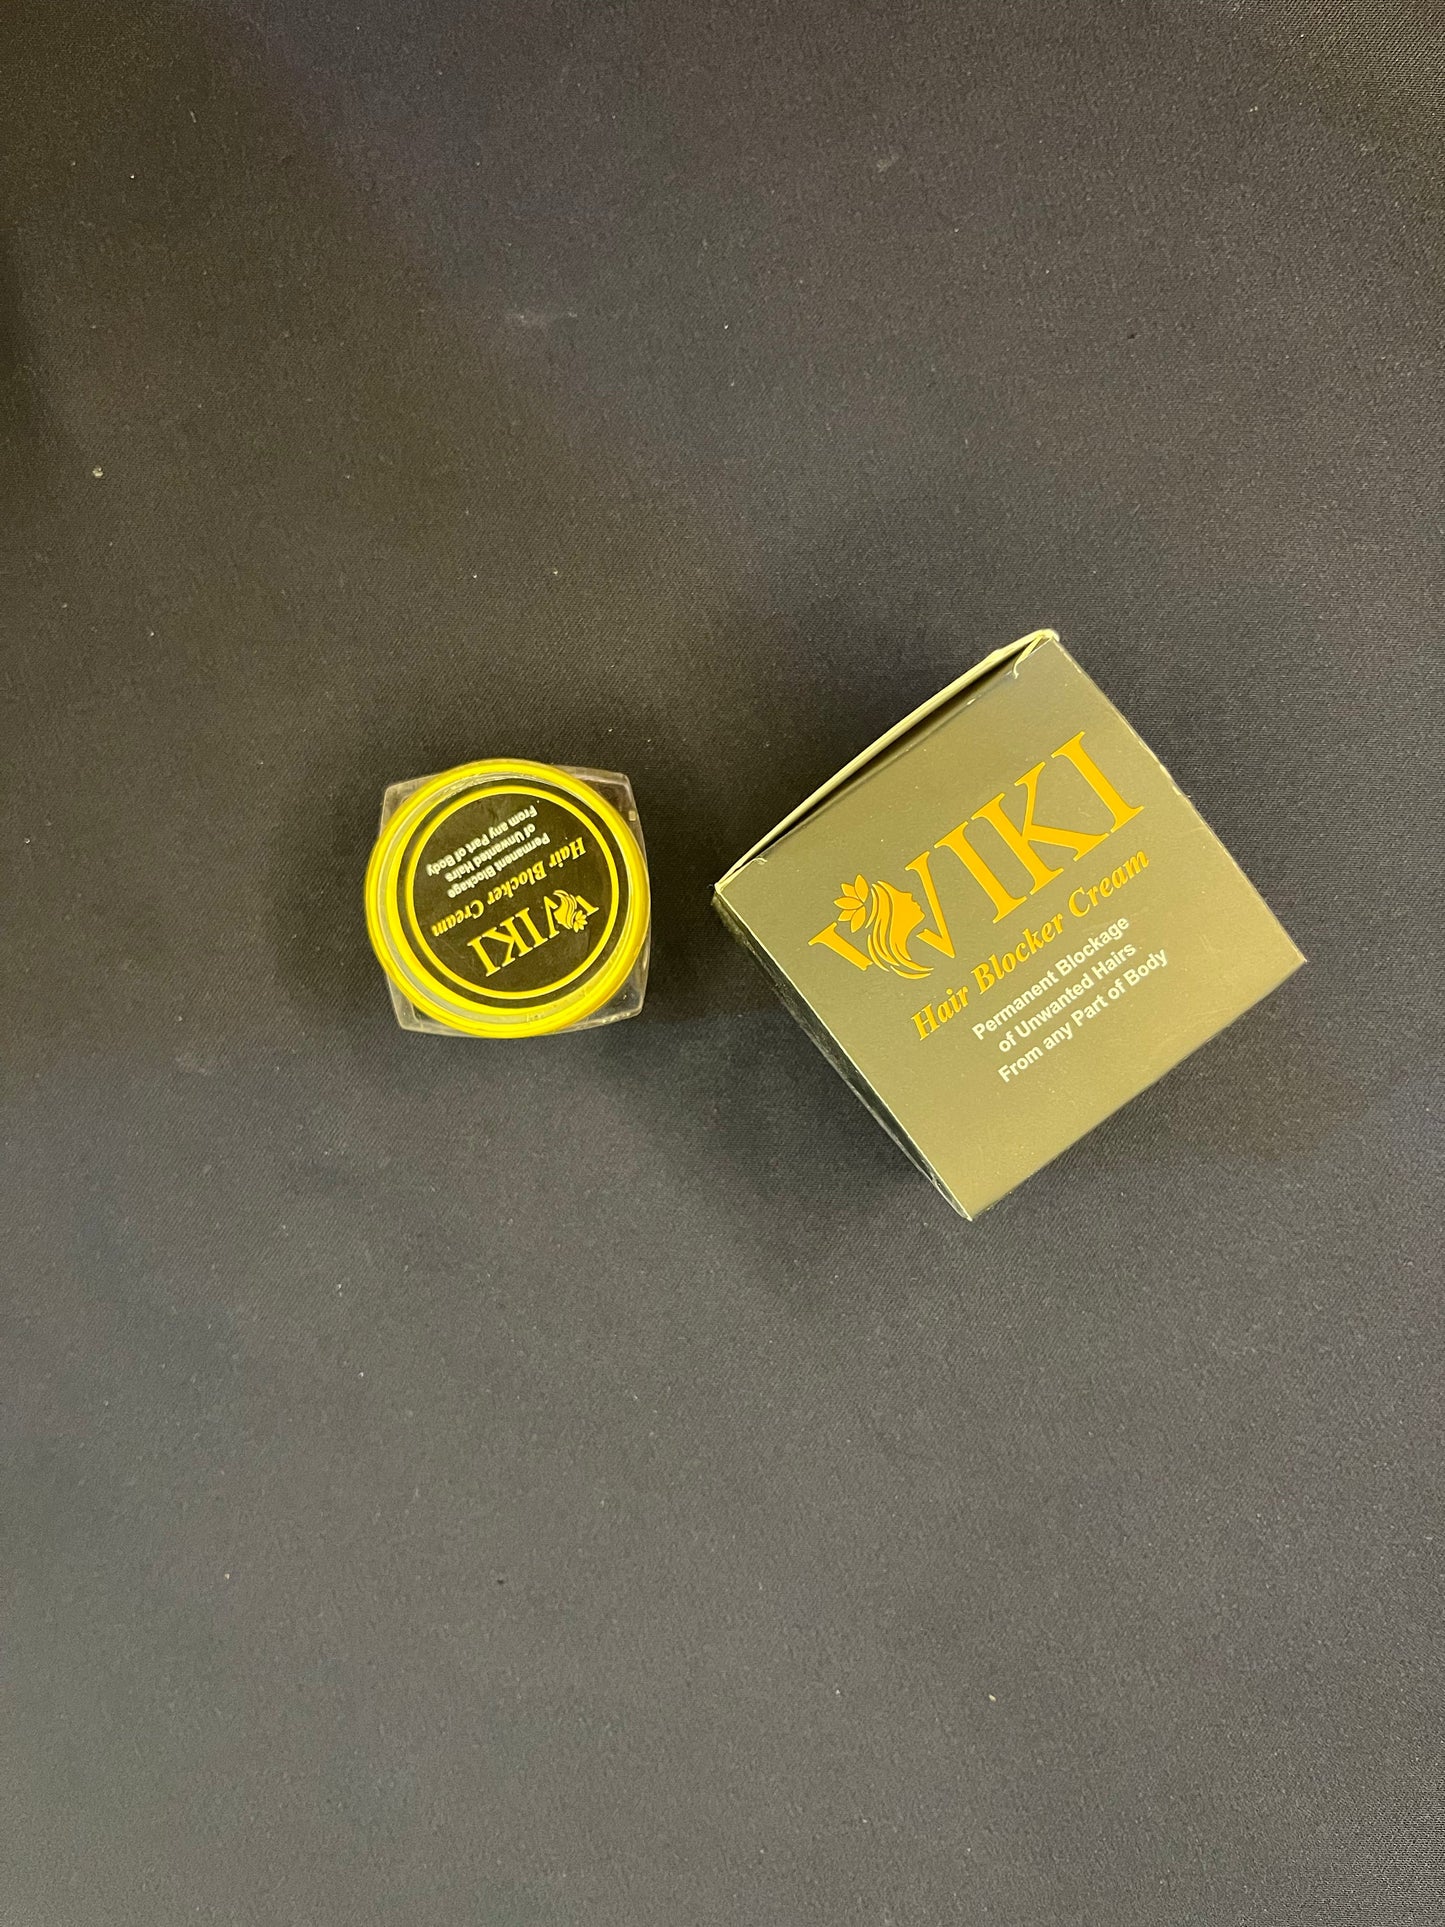 VIKI
Hair Blocker Cream
Permanent Blockage
of Unwanted Hairs
From any Part of Body
VIKI
Hair Blocker Cream
Permanent Blockage
of Unwanted Hairs
From any Part of Body